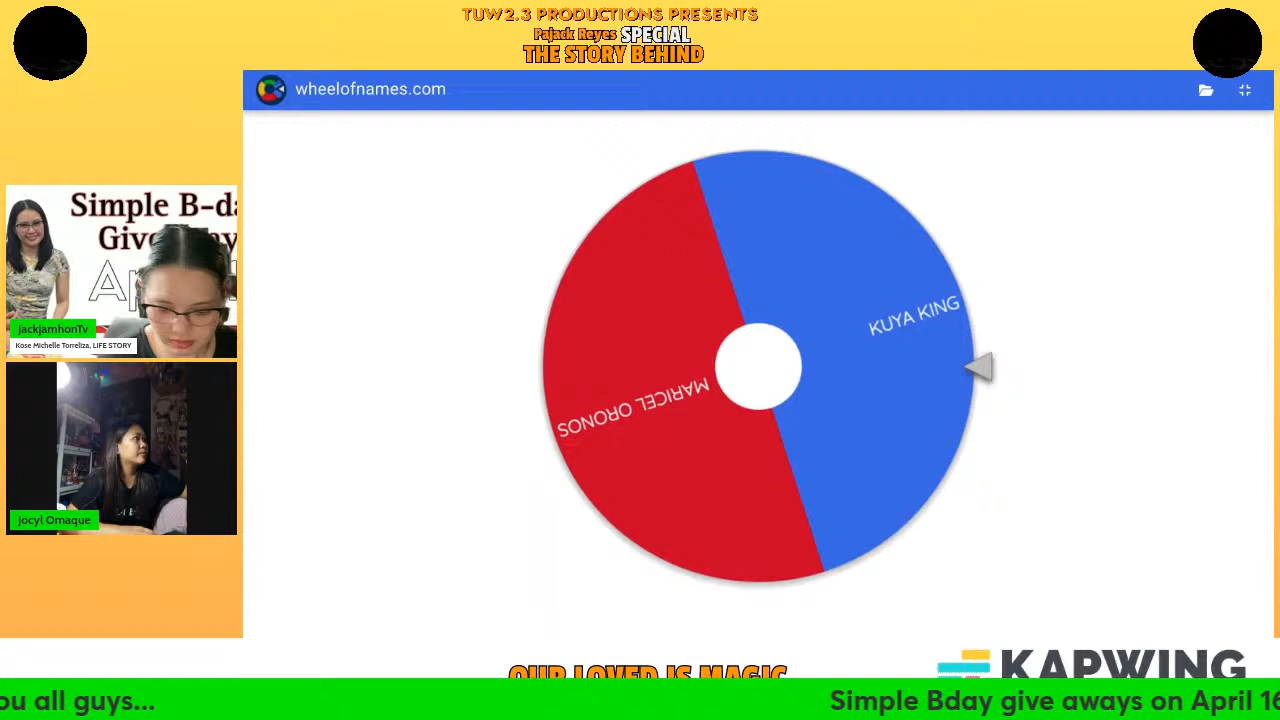 TUW2.3 PRODUCTIONS PRESENTS
PaJack Reyes SPECIAL
THE STORY BEHIND
wheelofnames.com
Simple B-da
Give
JackjamhonTv
Kose Michelle Torreliza, LIFE STORY
KUYA KING
MARICEL ORONOS
Jocyl Omaque
OUR LOVED IS MAGIC
KAPWING
ou all guys...
Simple Bday give aways on April 16